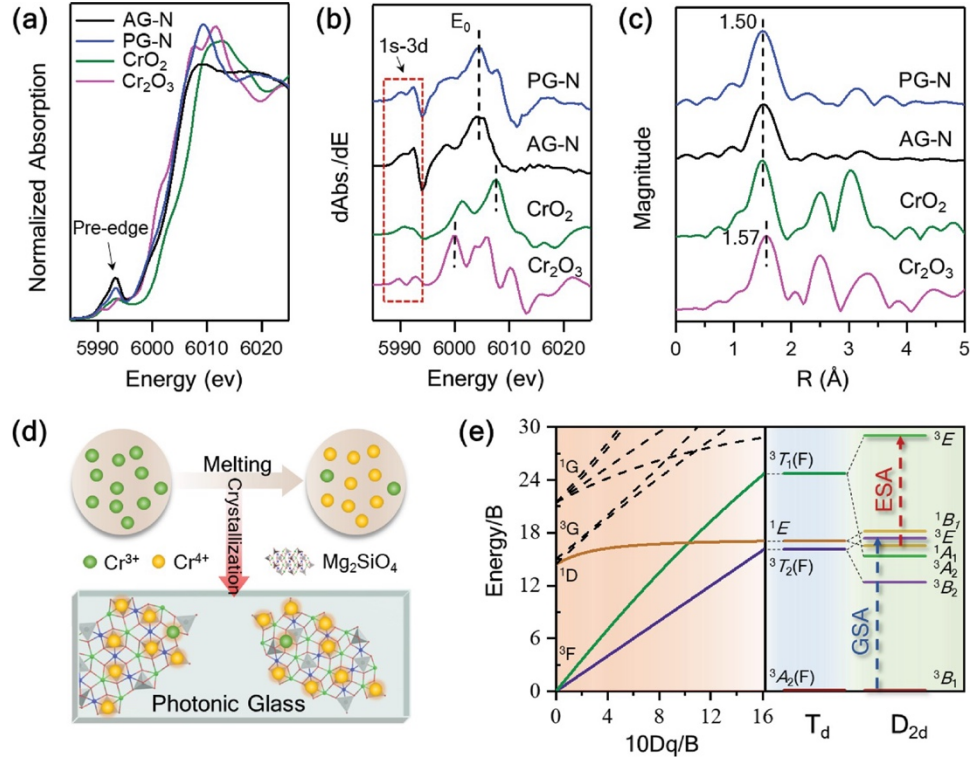 (a)
AG-N
PG-N
CrO₂
Cr₂O₃
Pre-edge
Normalized Absorption
5990 6000 6010 6020
Energy (ev)
(b)
E₀
1s-3d
PG-N
AG-N
CrO₂
Cr₂O₃
dAbs./dE
5990 6000 6010 6020
Energy (ev)
(c)
1.50
PG-N
AG-N
CrO₂
1.57
Cr₂O₃
Magnitude
0 1 2 3 4 5
R (Å)
(d)
Melting
Crystallization
Cr³⁺
Cr⁴⁺
Mg₂SiO₄
Photonic Glass
(e)
Energy/B
30
24
18
12
6
0
¹G
³G
¹D
³F
0 4 8 12 16
10Dq/B
³T₁(F)
¹E
³T₂(F)
³A₂(F)
T_d
³E
¹B₁
³E
¹A₁
³A₂
³B₂
³B₁
ESA
GSA
D₂d